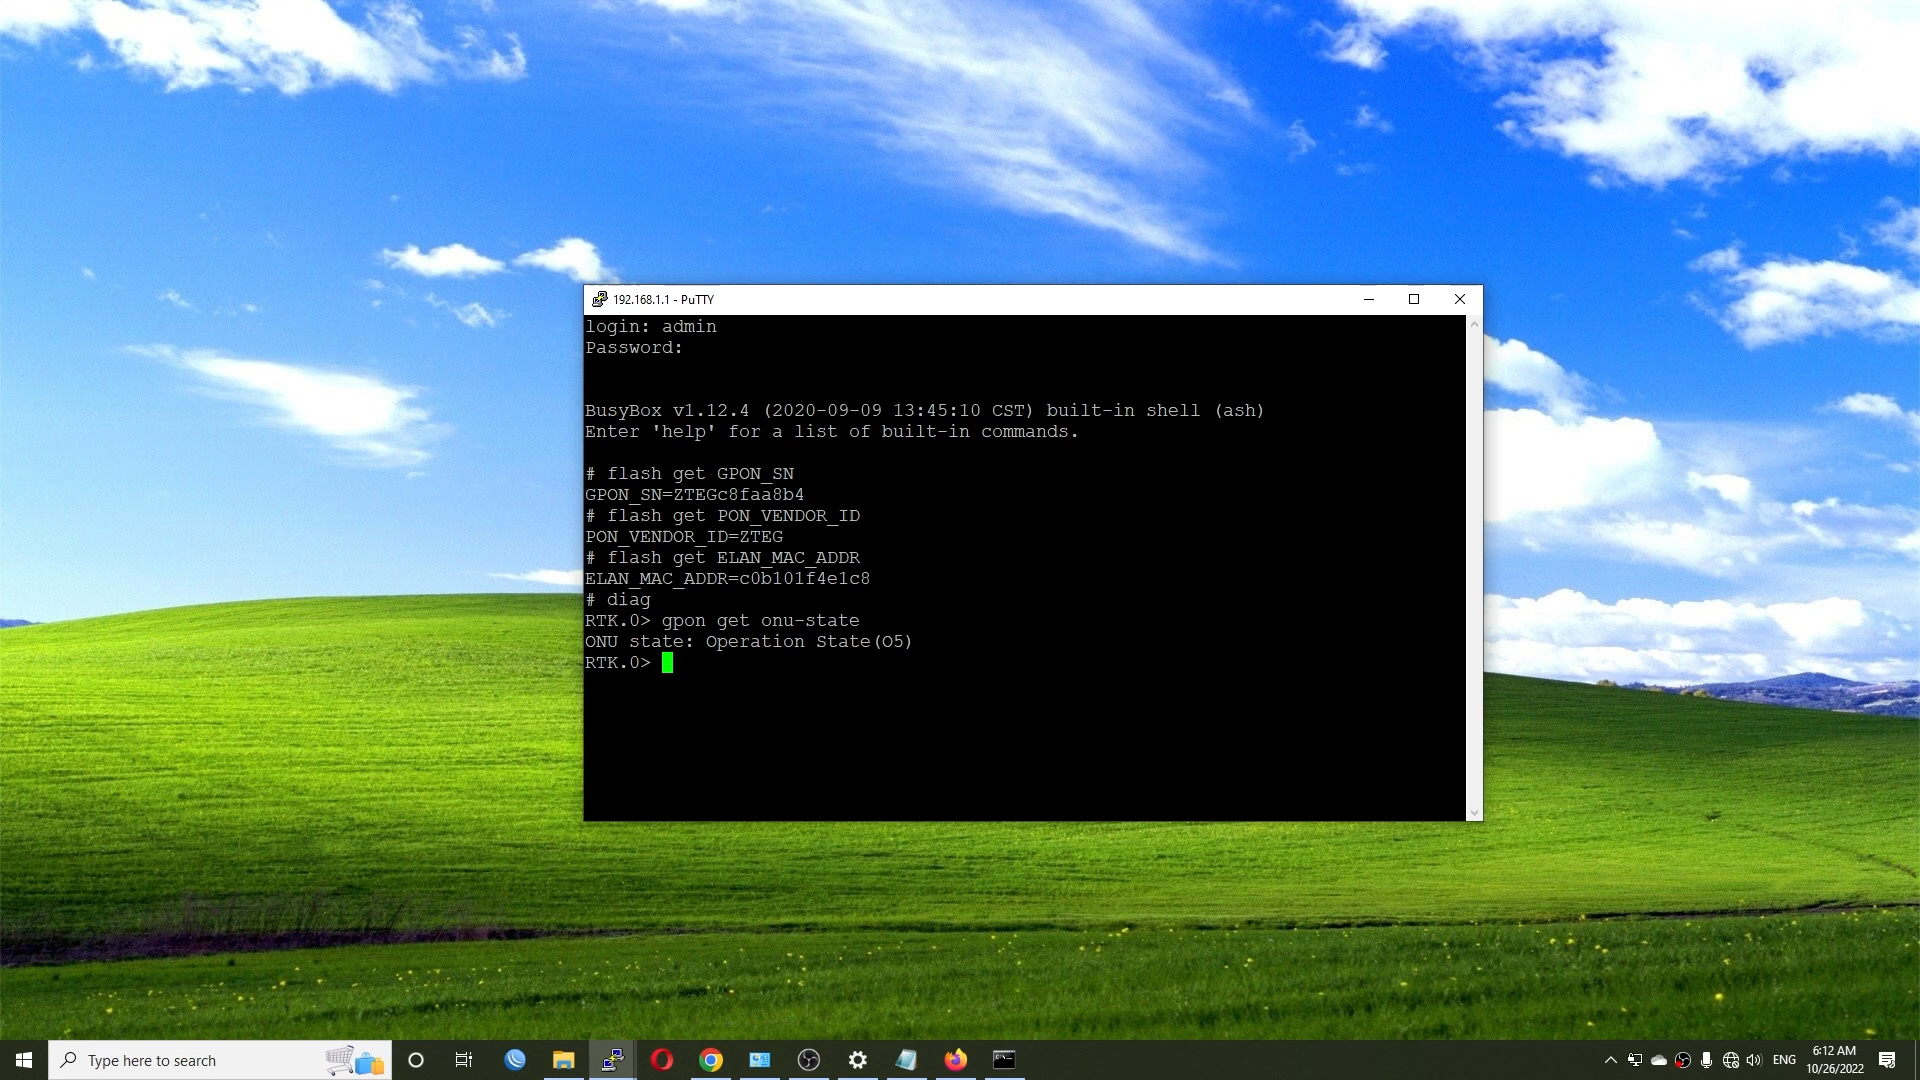 192.168.1.1 - PuTTY
login: admin
Password:
BusyBox v1.12.4 (2020-09-09 13:45:10 CST) built-in shell (ash)
Enter 'help' for a list of built-in commands.
# flash get GPON_SN
GPON_SN=ZTEGc8faa8b4
# flash get PON_VENDOR_ID
PON_VENDOR_ID=ZTEG
# flash get ELAN_MAC_ADDR
ELAN_MAC_ADDR=c0b101f4e1c8
# diag
RTK.0> gpon get onu-state
ONU state: Operation State(O5)
RTK.0>
Type here to search
ENG
6:12 AM
10/26/2022